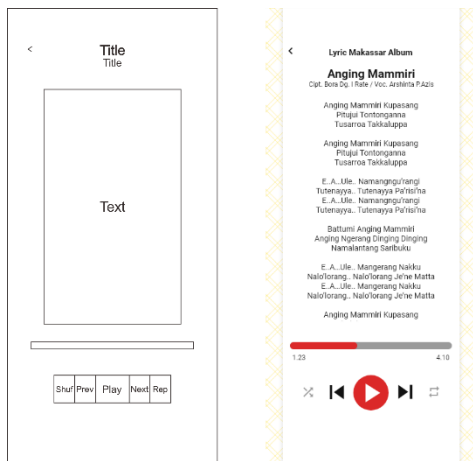 <
Title
Title
Text
Shuf Prev Play Next Rep
<
Lyric Makassar Album
Anging Mammiri
Cipt. Bora Dg. I Rate / Voc. Arshinta P.Azis
Anging Mammiri Kupasang
Pitujui Tontonganna
Tusarroa Takkaluppa
Anging Mammiri Kupasang
Pitujui Tontonganna
Tusarroa Takkaluppa
E..A...Ule.. Namangngu'rangi
Tutenayya.. Tutenayya Pa'risi'na
E..A...Ule.. Namangngu'rangi
Tutenayya.. Tutenayya Pa'risi'na
Battumi Anging Mammiri
Anging Ngerang Dinging Dinging
Namalantang Saribuku
E..A...Ule.. Mangerang Nakku
Nalo'lorang.. Nalo'lorang Je'ne Matta
E..A...Ule.. Mangerang Nakku
Nalo'lorang.. Nalo'lorang Je'ne Matta
Anging Mammiri Kupasang
1.23 4.10